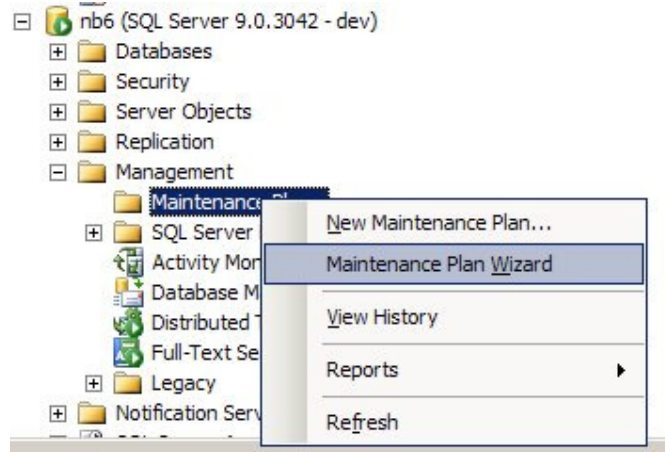 nb6 (SQL Server 9.0.3042 - dev)
Databases
Security
Server Objects
Replication
Management
Maintenance
SQL Server
Activity Mon
Database M
Distributed T
Full-Text Se
Legacy
Notification Serv
New Maintenance Plan...
Maintenance Plan Wizard
View History
Reports
Refresh